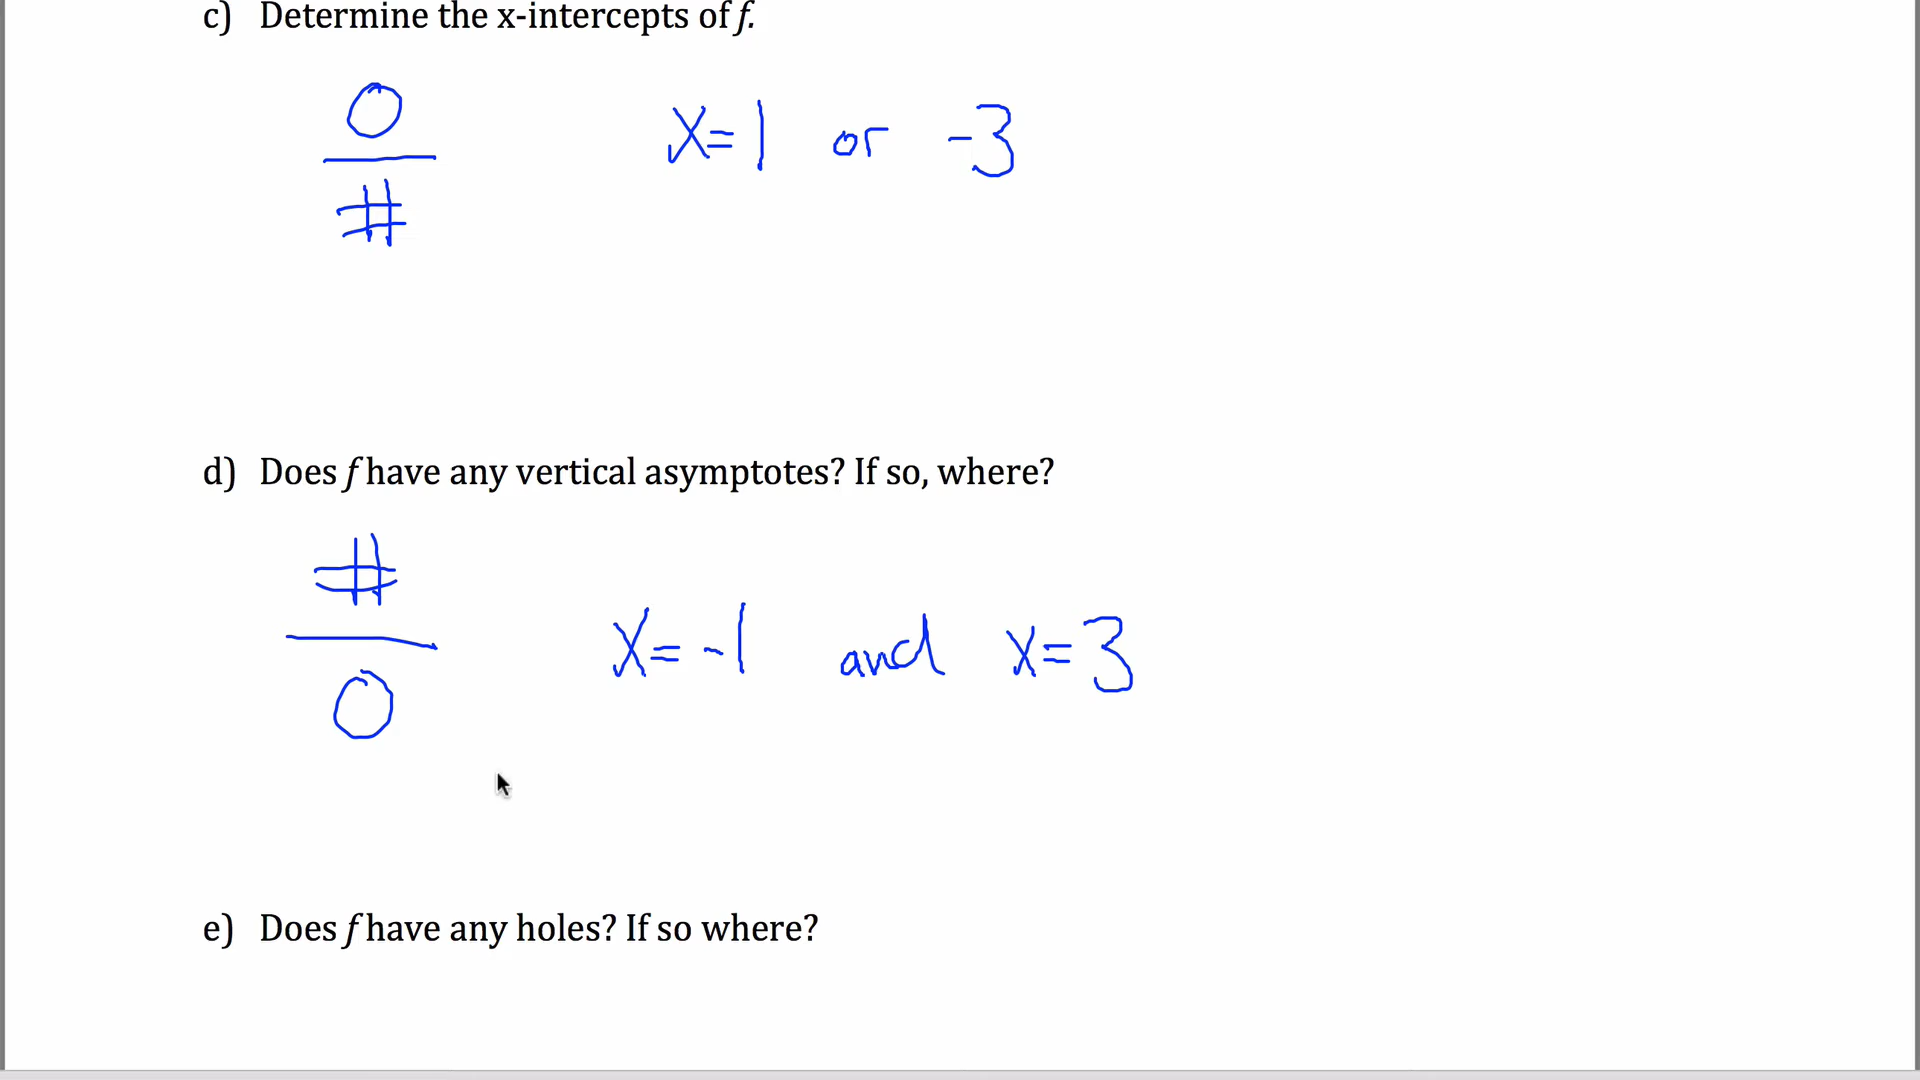 c) Determine the x-intercepts of f.
0
#
x=1 or -3
d) Does f have any vertical asymptotes? If so, where?
#
0
x=-1 and x=3
e) Does f have any holes? If so where?